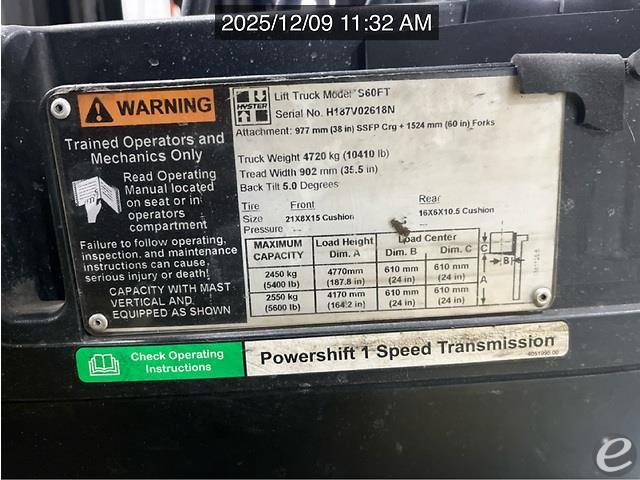 2025/12/09 11:32 AM
WARNING
Trained Operators and
Mechanics Only
Read Operating
Manual located
on seat or in
operators
compartment
Failure to follow operating,
inspection, and maintenance
instructions can cause
serious injury or death!
CAPACITY WITH MAST
VERTICAL AND
EQUIPPED AS SHOWN
HYSTER
Lift Truck Model S60FT
Serial No. H187V02618N
Attachment: 977 mm (38 in) SSFP Crg + 1524 mm (60 in) Forks
Truck Weight 4720 kg (10410 lb)
Tread Width 902 mm (35.5 in)
Back Tilt 5.0 Degrees
Tire Front Rear
Size 21X8X15 Cushion 16X6X10.5 Cushion
Pressure --
MAXIMUM CAPACITY Load Height Dim. A Load Center Dim. B Dim. C
2450 kg (5400 lb) 4770mm (187.8 in) 610 mm (24 in) 610 mm (24 in)
2550 kg (5600 lb) 4170 mm (164.2 in) 610 mm (24 in) 610 mm (24 in)
C
B
A
Check Operating
Instructions
Powershift 1 Speed Transmission
e